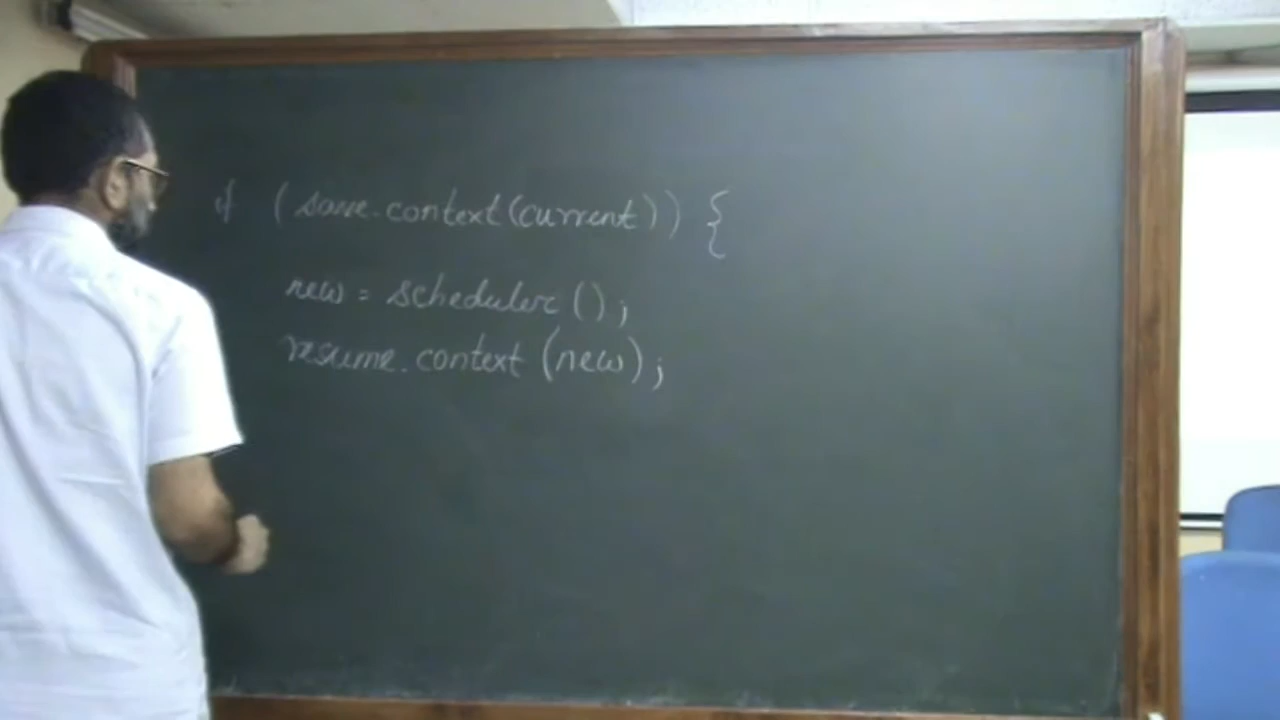 if (save.context(current)) {
new = scheduler();
resume.context (new);